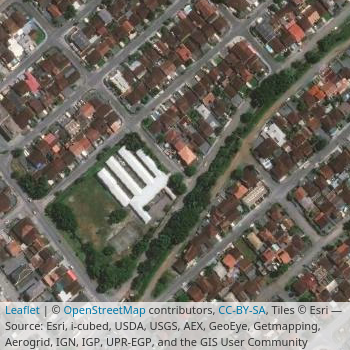 Leaflet | © OpenStreetMap contributors, CC-BY-SA, Tiles © Esri —
Source: Esri, i-cubed, USDA, USGS, AEX, GeoEye, Getmapping,
Aerogrid, IGN, IGP, UPR-EGP, and the GIS User Community